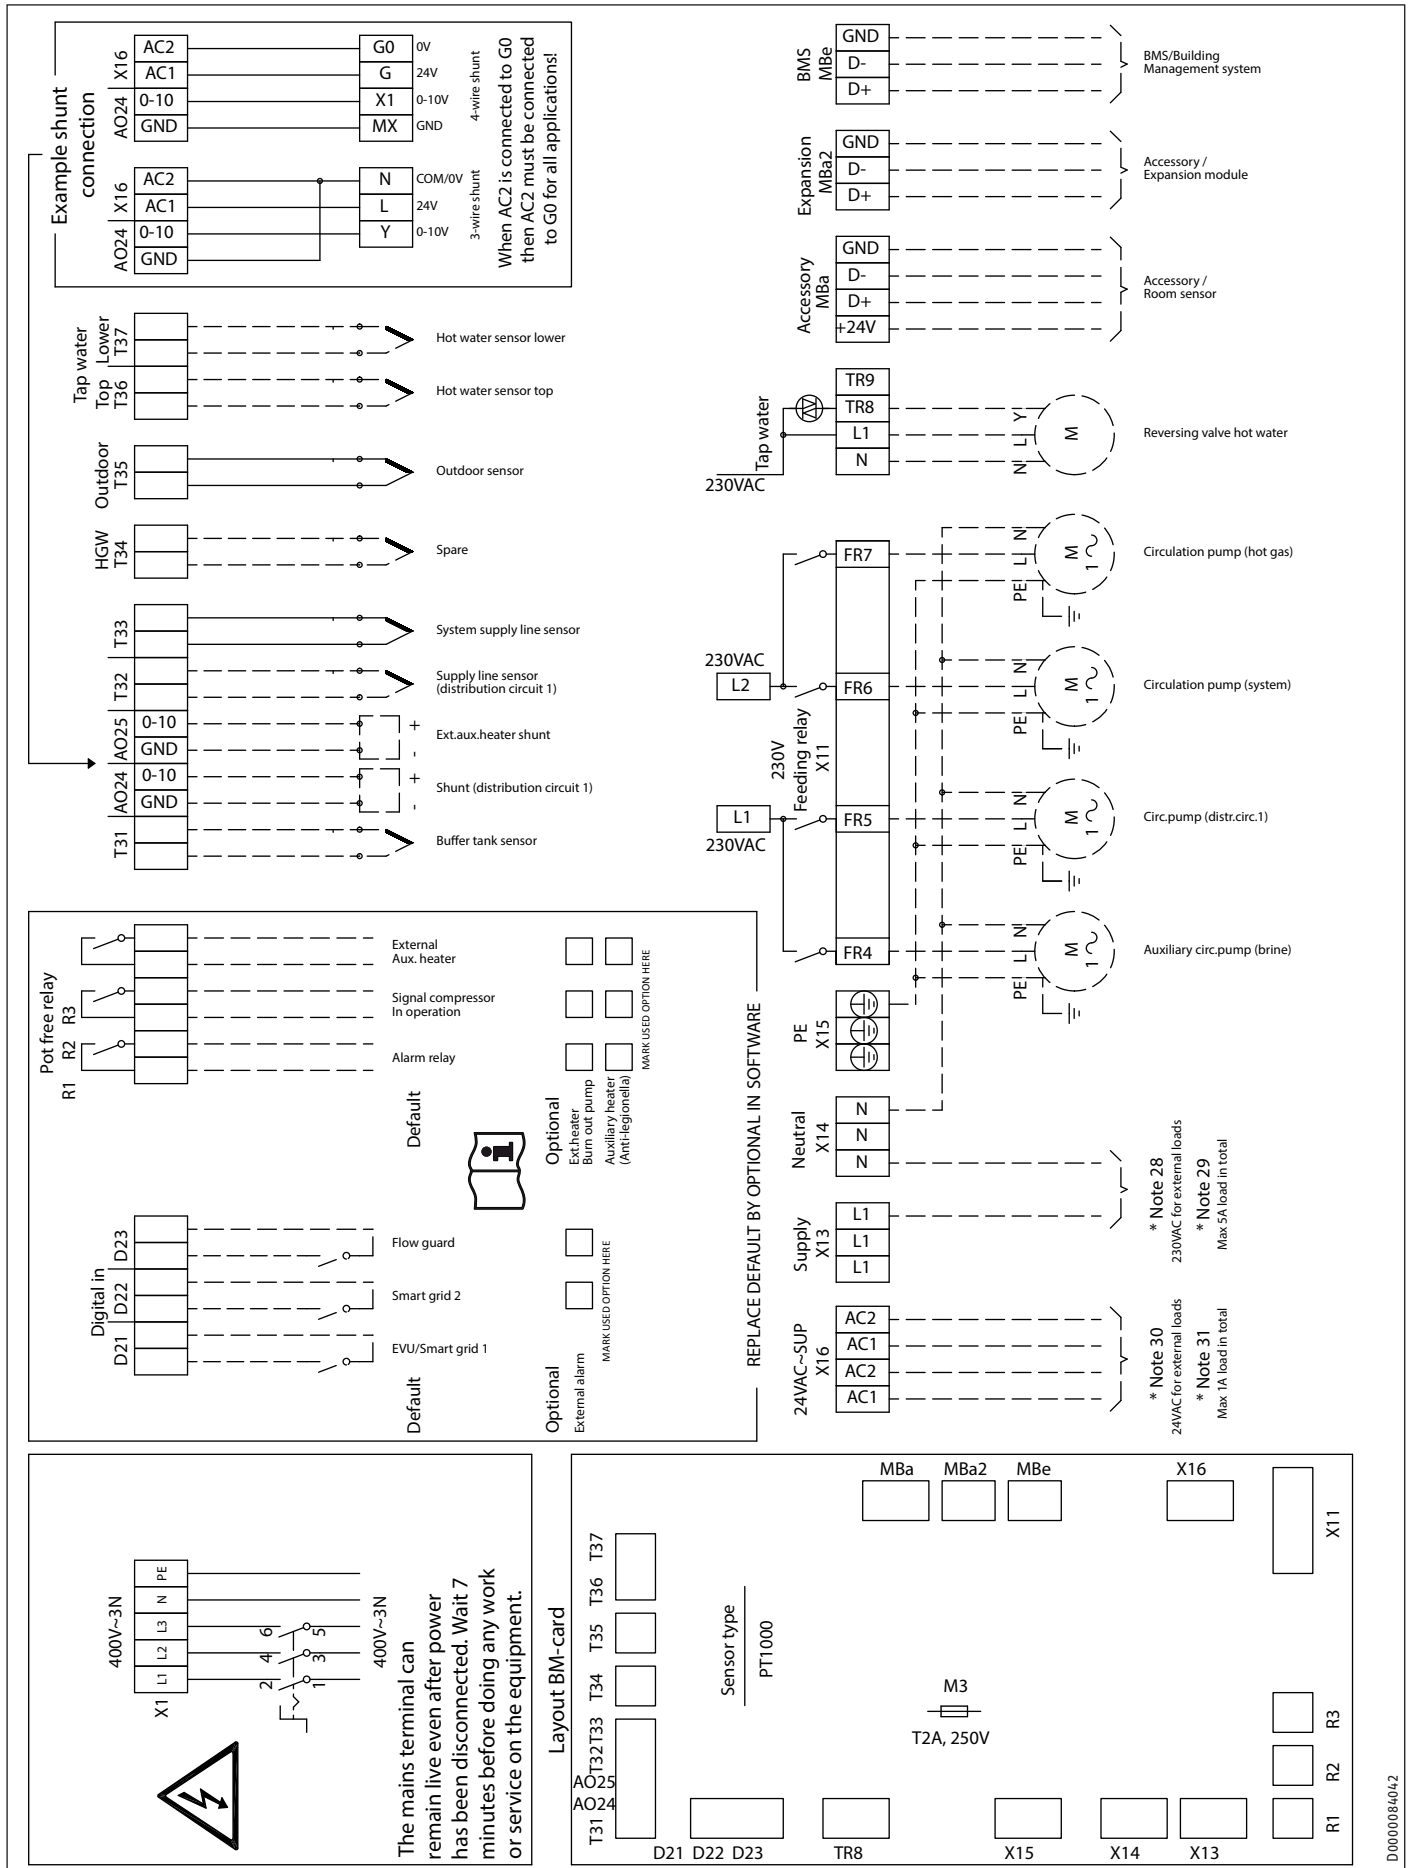 Example shunt
connection
X16
AO24
AC2
AC1
0-10
GND
G0
G
X1
MX
0V
24V
0-10V
GND
4-wire shunt
X16
AO24
AC2
AC1
0-10
GND
N
L
Y
COM/0V
24V
0-10V
3-wire shunt
When AC2 is connected to G0
then AC2 must be connected
to G0 for all applications!
Tap water
Lower
T37
Hot water sensor lower
Top
T36
Hot water sensor top
Outdoor
T35
Outdoor sensor
HGW
T34
Spare
T33
System supply line sensor
T32
Supply line sensor
(distribution circuit 1)
AO25
0-10
GND
+
-
Ext.aux.heater shunt
AO24
0-10
GND
+
-
Shunt (distribution circuit 1)
T31
Buffer tank sensor
BMS
MBe
GND
D-
D+
BMS/Building
Management system
Expansion
MBa2
GND
D-
D+
Accessory /
Expansion module
Accessory
MBa
GND
D-
D+
+24V
Accessory /
Room sensor
Tap water
230VAC
TR9
TR8
L1
N
Y
L
N
M
Reversing valve hot water
230V
Feeding relay
X11
230VAC
L2
L1
230VAC
FR7
N
L
PE
M
1
Circulation pump (hot gas)
FR6
N
L
PE
M
1
Circulation pump (system)
FR5
N
L
PE
M
1
Circ.pump (distr.circ.1)
FR4
N
L
PE
M
1
Auxiliary circ.pump (brine)
PE
X15
Neutral
X14
N
N
N
Supply
X13
L1
L1
L1
* Note 28
230VAC for external loads
* Note 29
Max 5A load in total
24VAC~SUP
X16
AC2
AC1
AC2
AC1
* Note 30
24VAC for external loads
* Note 31
Max 1A load in total
Pot free relay
R1
R2
R3
External
Aux. heater
Signal compressor
In operation
Alarm relay
Default
i
Optional
Ext.heater
Burn out pump
Auxiliary heater
(Anti-legionella)
MARK USED OPTION HERE
Digital in
D23
D22
D21
Flow guard
Smart grid 2
EVU/Smart grid 1
Default
Optional
External alarm
MARK USED OPTION HERE
REPLACE DEFAULT BY OPTIONAL IN SOFTWARE
400V~3N
X1
L1
L2
L3
N
PE
2
4
6
1
3
5
400V~3N
The mains terminal can
remain live even after power
has been disconnected. Wait 7
minutes before doing any work
or service on the equipment.
Layout BM-card
T31
AO24
AO25
T32
T33
T34
T35
T36
T37
MBa
MBa2
MBe
X16
X11
Sensor type
PT1000
M3
T2A, 250V
R3
R2
R1
D21
D22
D23
TR8
X15
X14
X13
D0000084042